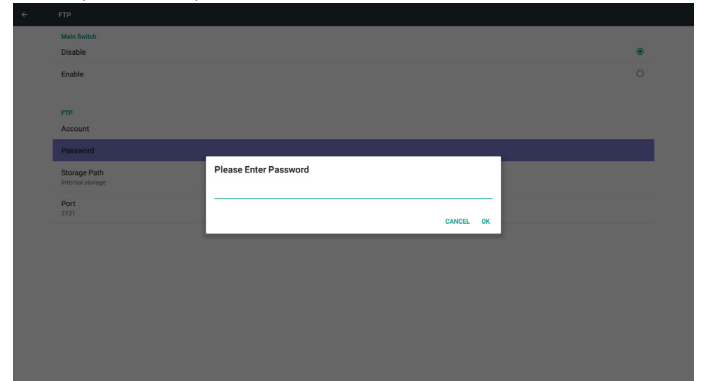 FTP
Main Switch
Disable
Enable
FTP
Account
Password
Storage Path
Internal storage
Port
2121
Please Enter Password
CANCEL OK